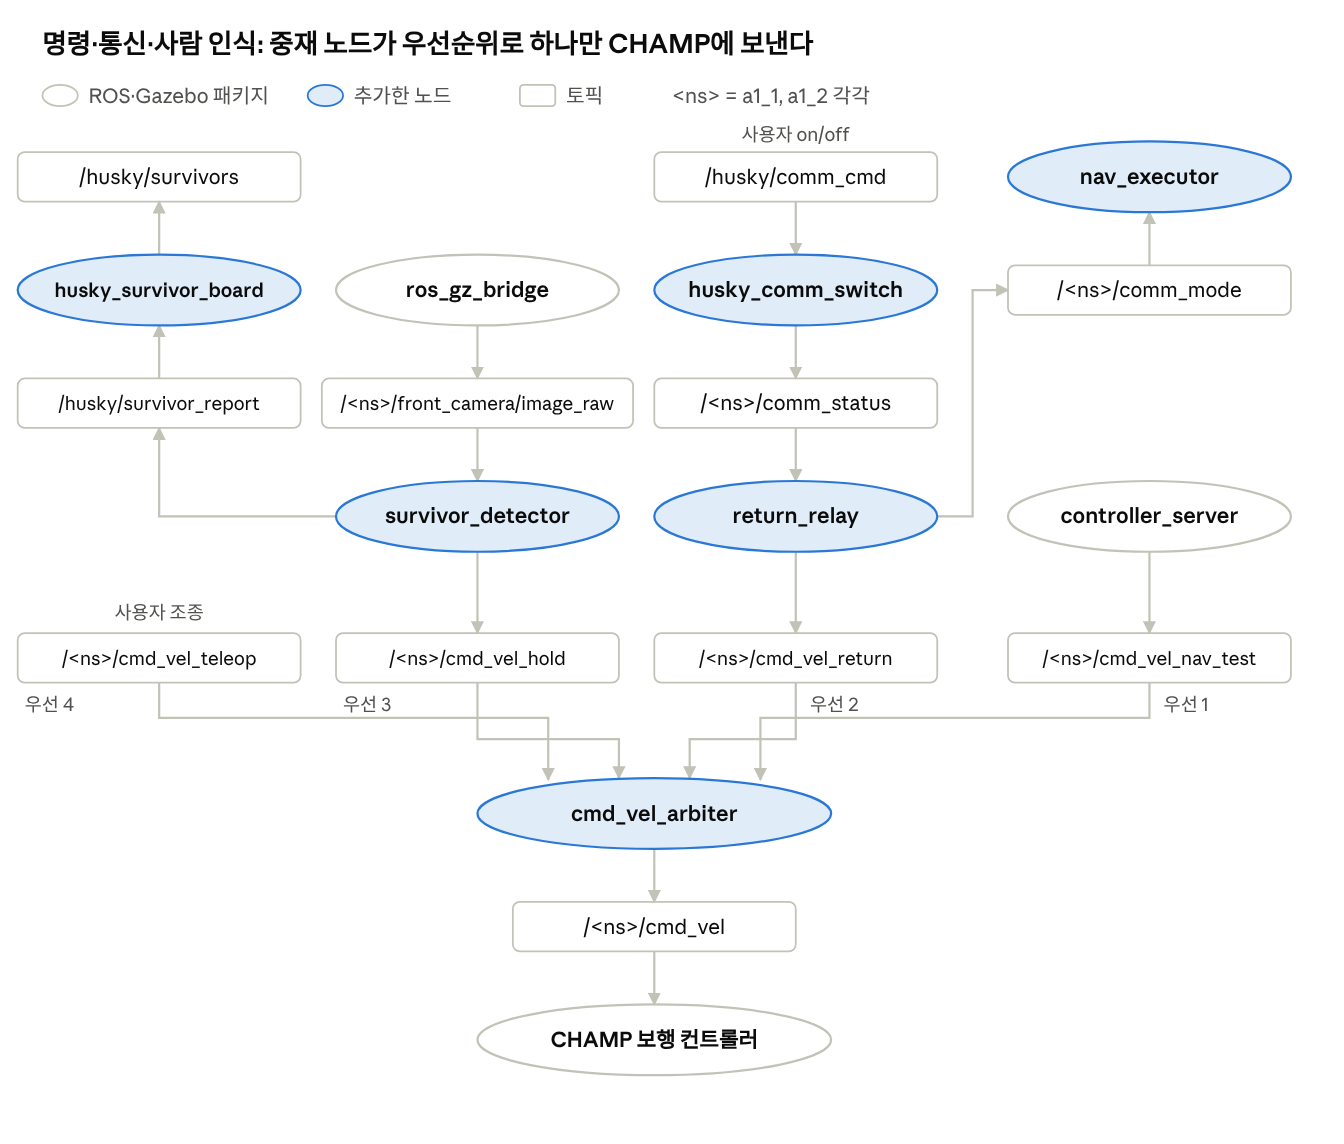 명령·통신·사람 인식: 중재 노드가 우선순위로 하나만 CHAMP에 보낸다
ROS·Gazebo 패키지
추가한 노드
토픽
<ns> = a1_1, a1_2 각각
사용자 on/off
/husky/survivors
/husky/comm_cmd
nav_executor
husky_survivor_board
ros_gz_bridge
husky_comm_switch
/<ns>/comm_mode
/husky/survivor_report
/<ns>/front_camera/image_raw
/<ns>/comm_status
survivor_detector
return_relay
controller_server
사용자 조종
/<ns>/cmd_vel_teleop
/<ns>/cmd_vel_hold
/<ns>/cmd_vel_return
/<ns>/cmd_vel_nav_test
우선 4
우선 3
우선 2
우선 1
cmd_vel_arbiter
/<ns>/cmd_vel
CHAMP 보행 컨트롤러